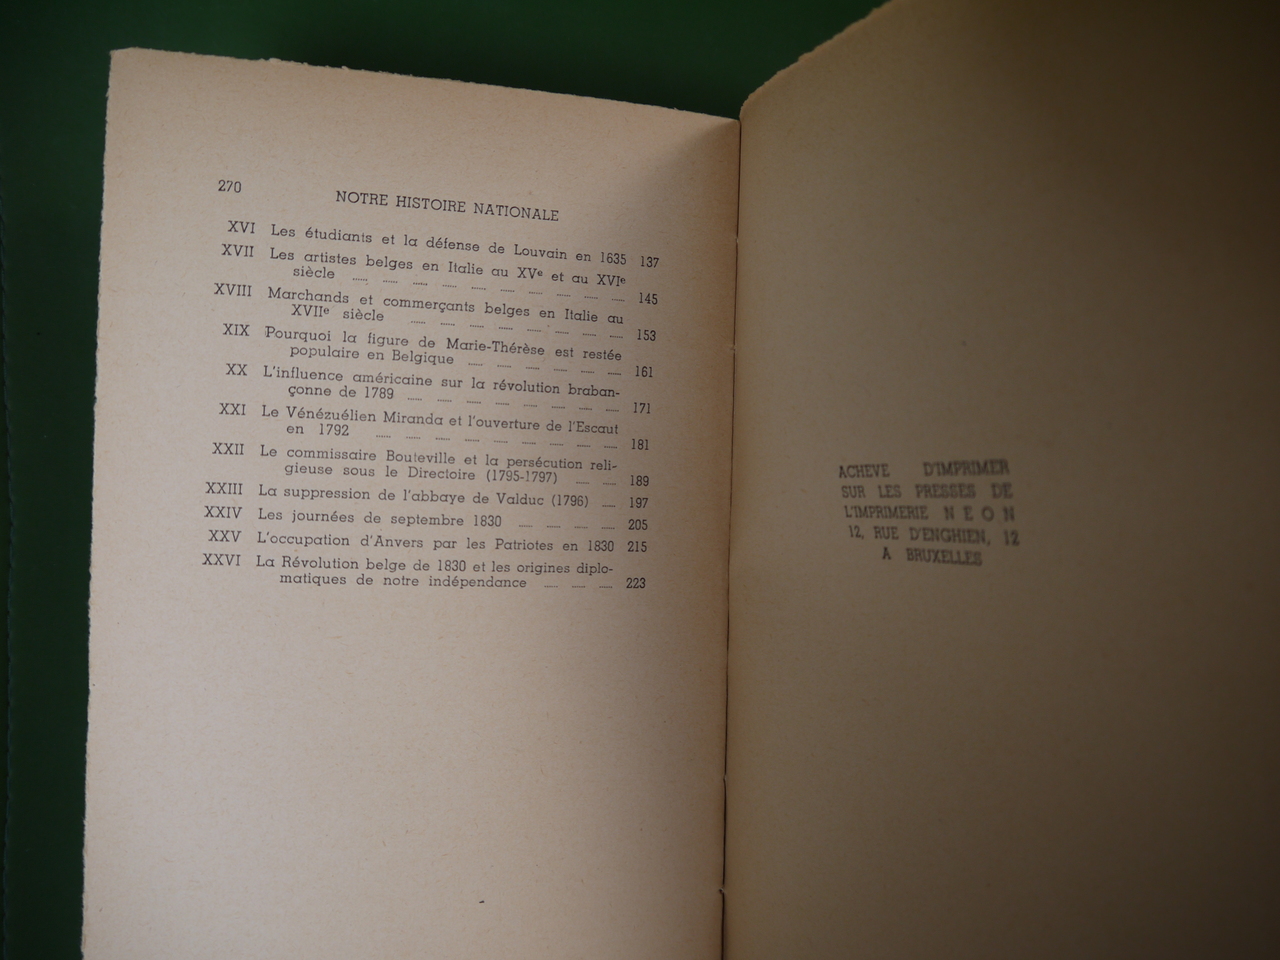 270
NOTRE HISTOIRE NATIONALE
XVI Les étudiants et la défense de Louvain en 1635 137
XVII Les artistes belges en Italie au XVe et au XVIe
siècle ...... ...... ...... ...... ...... ...... ...... ...... ...... ...... 145
XVIII Marchands et commerçants belges en Italie au
XVIIe siècle ...... ...... ...... ...... ...... ...... ...... ...... 153
XIX Pourquoi la figure de Marie-Thérèse est restée
populaire en Belgique ...... ...... ...... ...... ...... ...... 161
XX L'influence américaine sur la révolution braban-
çonne de 1789 ...... ...... ...... ...... ...... ...... ...... ...... 171
XXI Le Vénézuélien Miranda et l'ouverture de l'Escaut
en 1792 ...... ...... ...... ...... ...... ...... ...... ...... ...... 181
XXII Le commissaire Bouteville et la persécution reli-
gieuse sous le Directoire (1795-1797) ...... ...... 189
XXIII La suppression de l'abbaye de Valduc (1796) ...... 197
XXIV Les journées de septembre 1830 ...... ...... ...... ...... 205
XXV L'occupation d'Anvers par les Patriotes en 1830 215
XXVI La Révolution belge de 1830 et les origines diplo-
matiques de notre indépendance ...... ...... ...... 223
ACHEVE D'IMPRIMER
SUR LES PRESSES DE
L'IMPRIMERIE NEON
12, RUE D'ENGHIEN, 12
A BRUXELLES